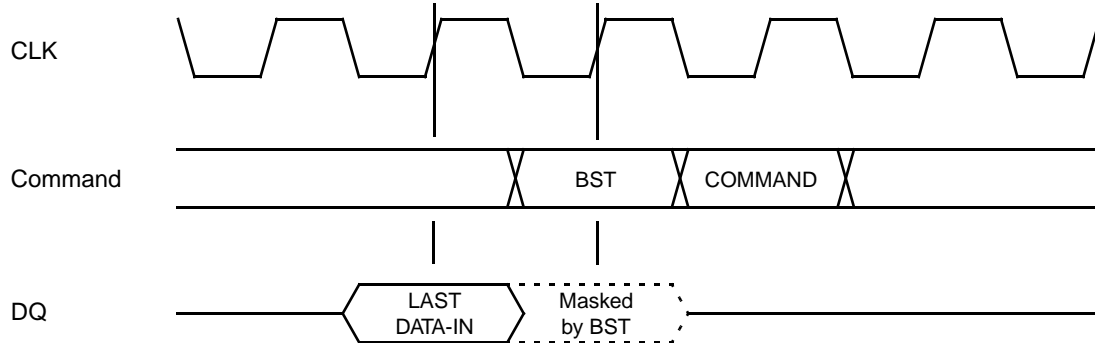 CLK
Command
BST
COMMAND
DQ
LAST
DATA-IN
Masked
by BST